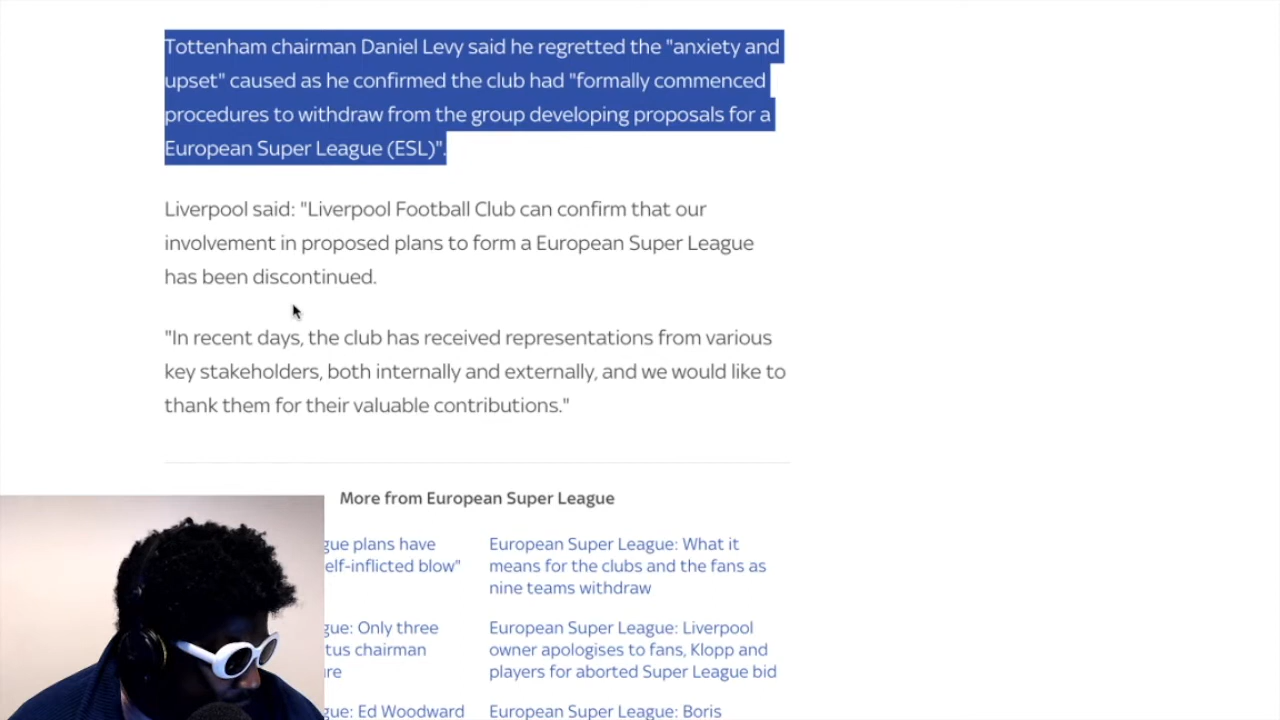 Tottenham chairman Daniel Levy said he regretted the "anxiety and
upset" caused as he confirmed the club had "formally commenced
procedures to withdraw from the group developing proposals for a
European Super League (ESL)".
Liverpool said: "Liverpool Football Club can confirm that our
involvement in proposed plans to form a European Super League
has been discontinued.
"In recent days, the club has received representations from various
key stakeholders, both internally and externally, and we would like to
thank them for their valuable contributions."
More from European Super League
gue plans have
elf-inflicted blow"
gue: Only three
tus chairman
ire
gue: Ed Woodward
European Super League: What it
means for the clubs and the fans as
nine teams withdraw
European Super League: Liverpool
owner apologises to fans, Klopp and
players for aborted Super League bid
European Super League: Boris